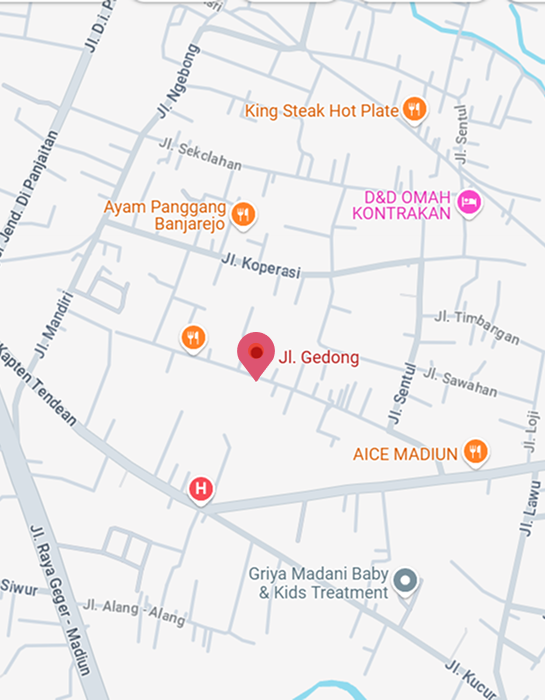 Jl. D.I. P
Jl. Ngebong
King Steak Hot Plate
Jl. Sentul
Jl. Sekclahan
Jend. Di Panjaitan
D&D OMAH
KONTRAKAN
Ayam Panggang
Banjarejo
Jl. Koperasi
Jl. Mandiri
Jl. Timbangan
Jl. Gedong
Kapten Tendean
Jl. Sawahan
Jl. Sentul
Jl. Loji
AICE MADIUN
H
Jl. Lawu
Jl. Raya Geger - Madiun
Griya Madani Baby
& Kids Treatment
Siwur
Jl. Alang - Alang
Jl. Kucur